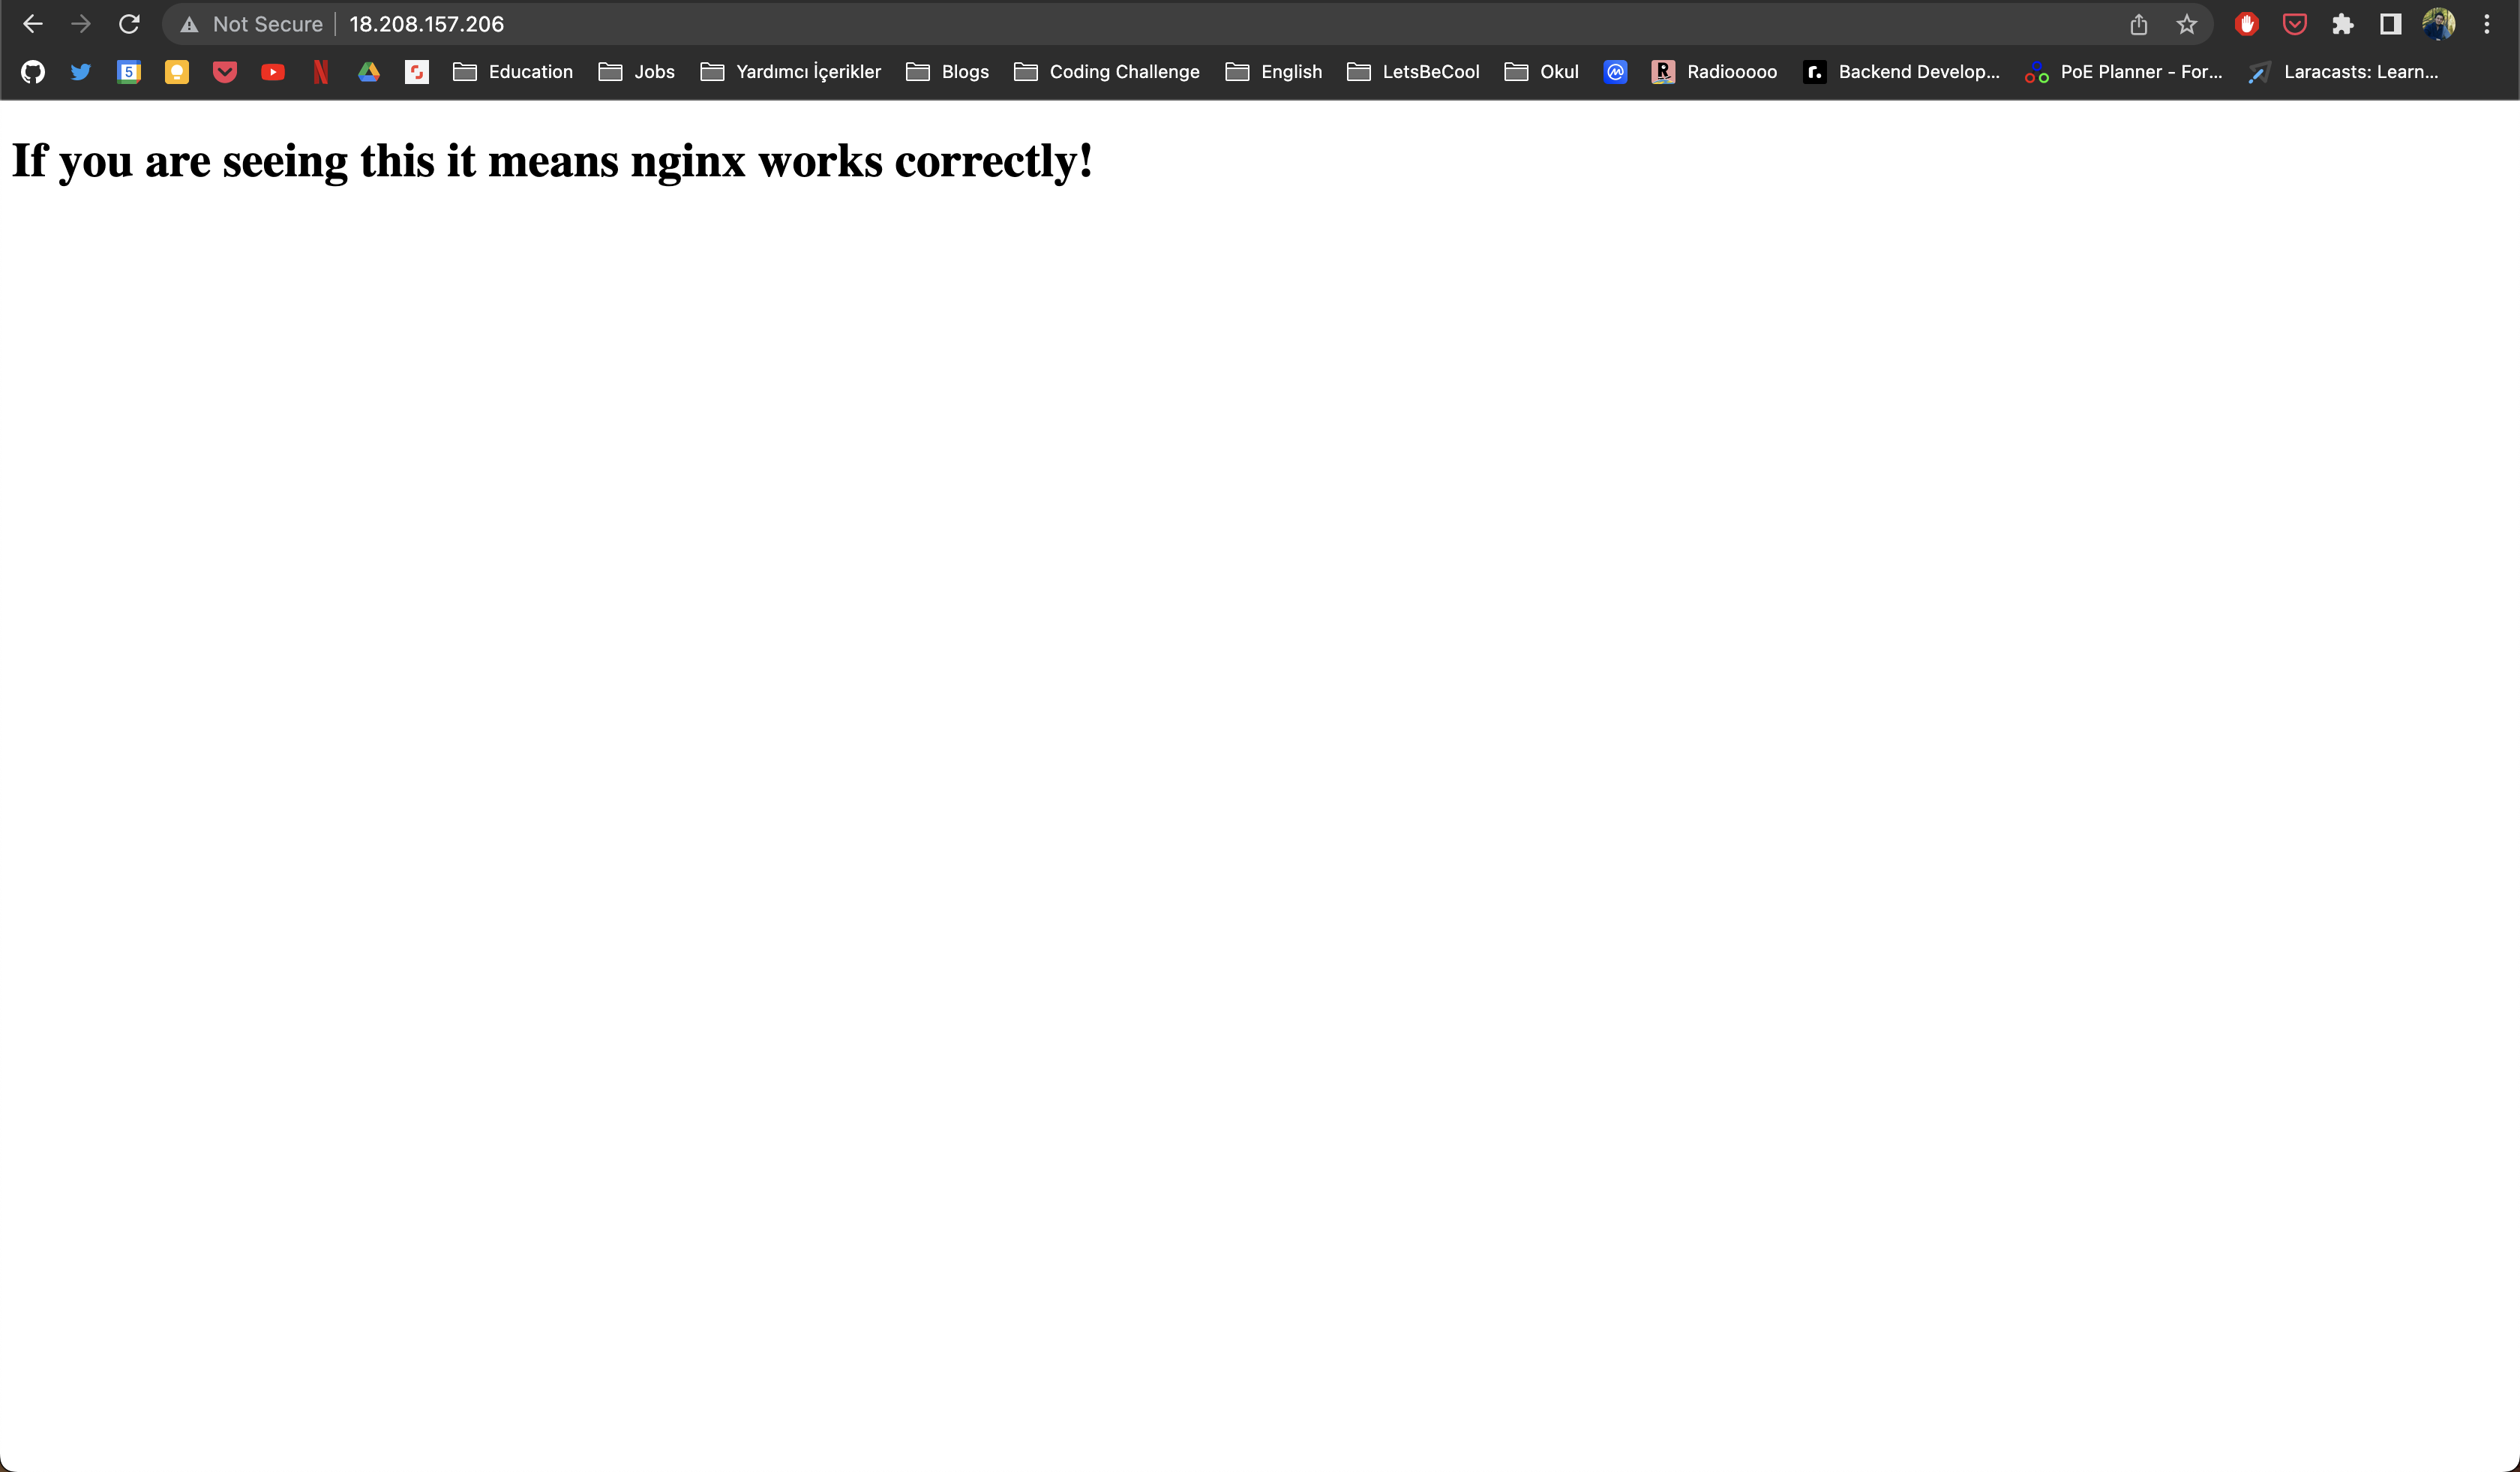 Not Secure 18.208.157.206
5 Education Jobs Yardımcı İçerikler Blogs Coding Challenge English LetsBeCool Okul R Radiooooo r. Backend Develop... PoE Planner - For... Laracasts: Learn...
If you are seeing this it means nginx works correctly!